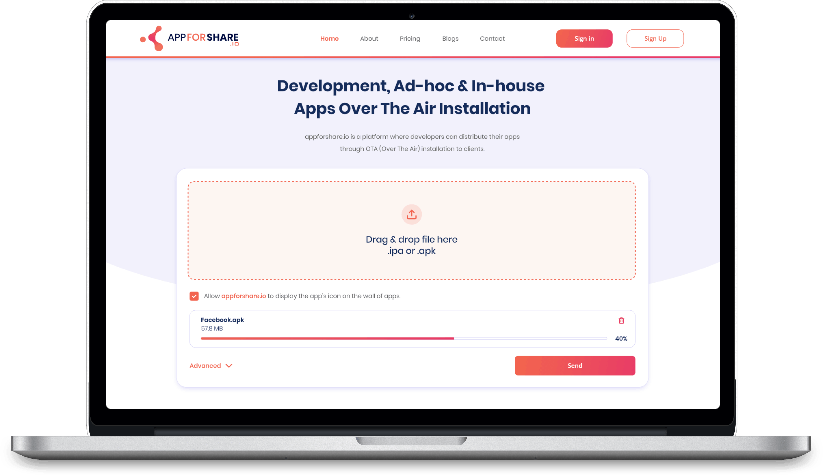 APPFORSHARE
.IO
Home
About
Pricing
Blogs
Contact
Sign In
Sign Up
Development, Ad-hoc & In-house
Apps Over The Air Installation
appforshare.io is a platform where developers can distribute their apps
through OTA (Over The Air) installation to clients.
Drag & drop file here
.ipa or .apk
Allow appforshare.io to display the app's icon on the wall of apps
Facebook.apk
57.8 MB
40%
Advanced
Send